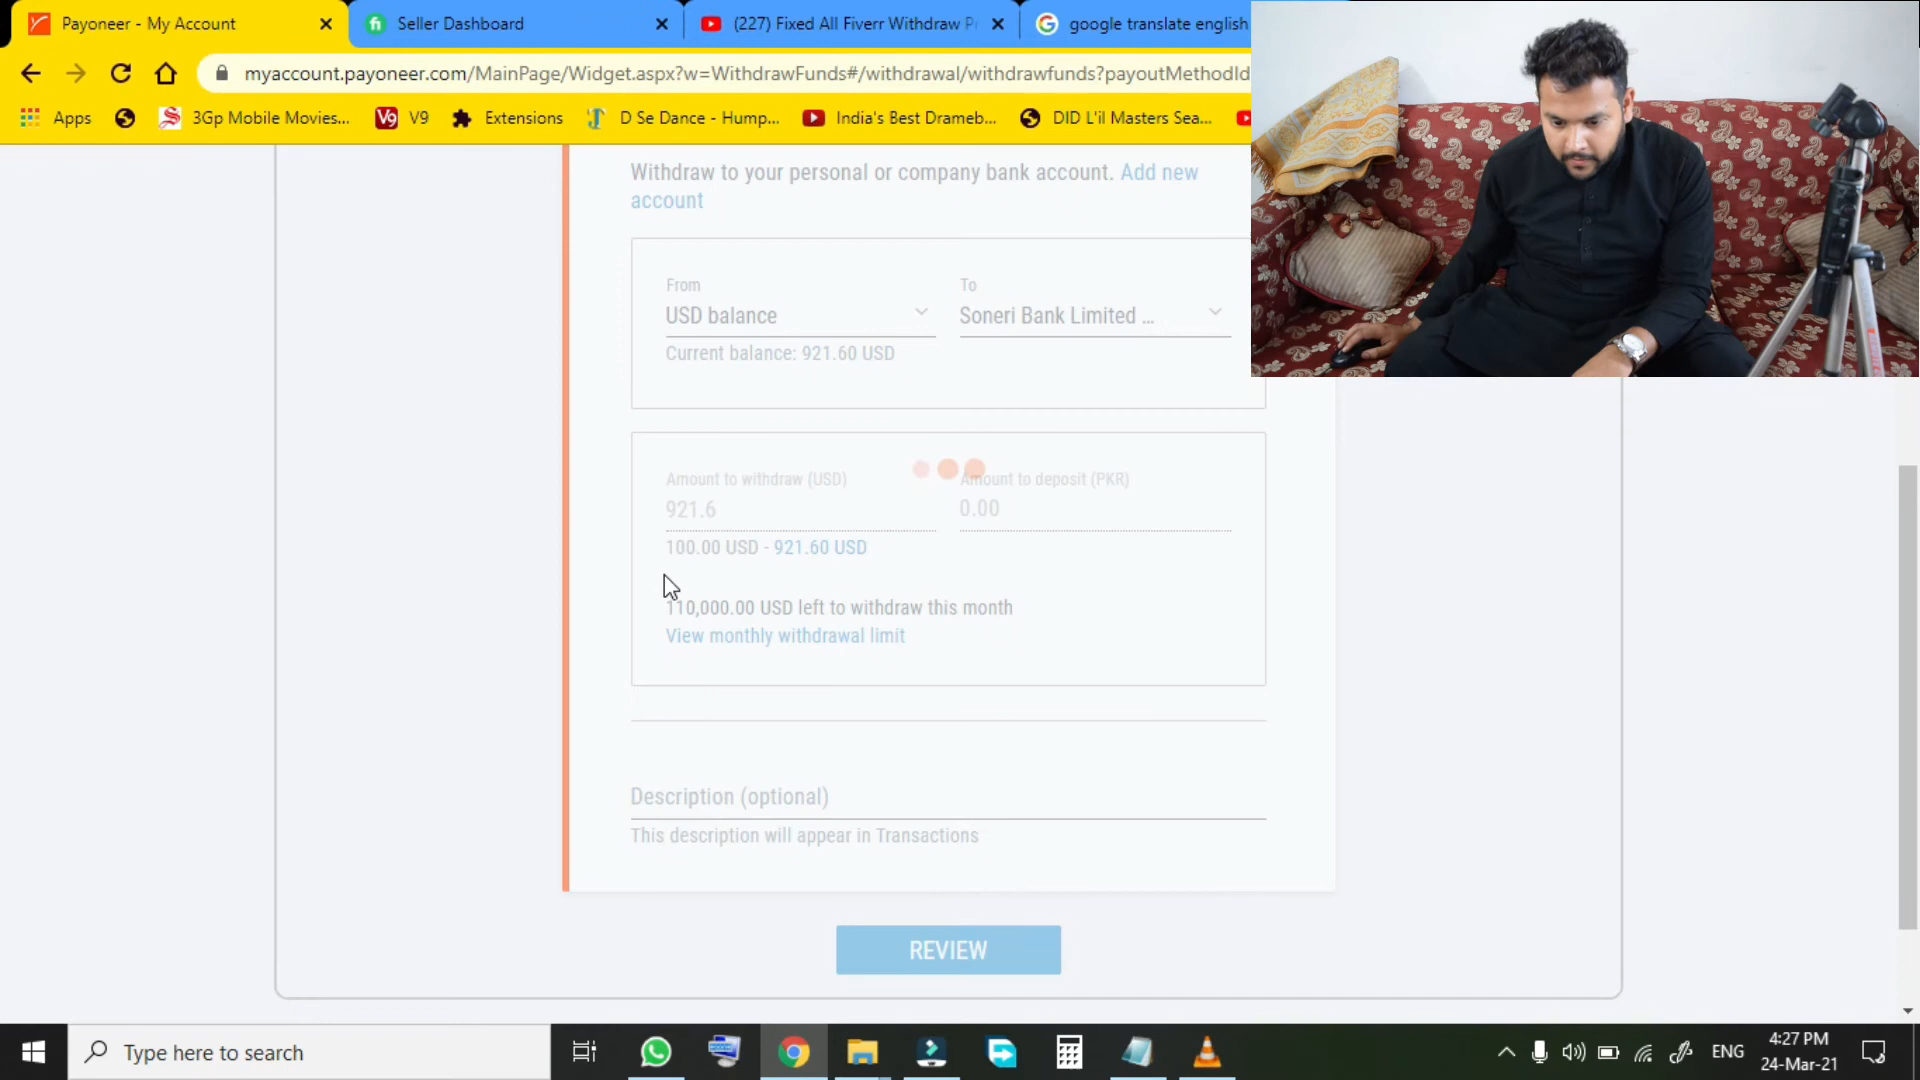 Payoneer - My Account
Seller Dashboard
(227) Fixed All Fiverr Withdraw P
google translate english
myaccount.payoneer.com/MainPage/Widget.aspx?w=WithdrawFunds#/withdrawal/withdrawfunds?payoutMethodId
Apps
3Gp Mobile Movies...
V9
V9
Extensions
D Se Dance - Hump...
India's Best Drameb...
DID L'il Masters Sea...
Withdraw to your personal or company bank account. Add new
account
From
To
USD balance
Soneri Bank Limited ...
Current balance: 921.60 USD
Amount to withdraw (USD)
Amount to deposit (PKR)
921.6
0.00
100.00 USD - 921.60 USD
110,000.00 USD left to withdraw this month
View monthly withdrawal limit
Description (optional)
This description will appear in Transactions
REVIEW
Type here to search
ENG
4:27 PM
24-Mar-21